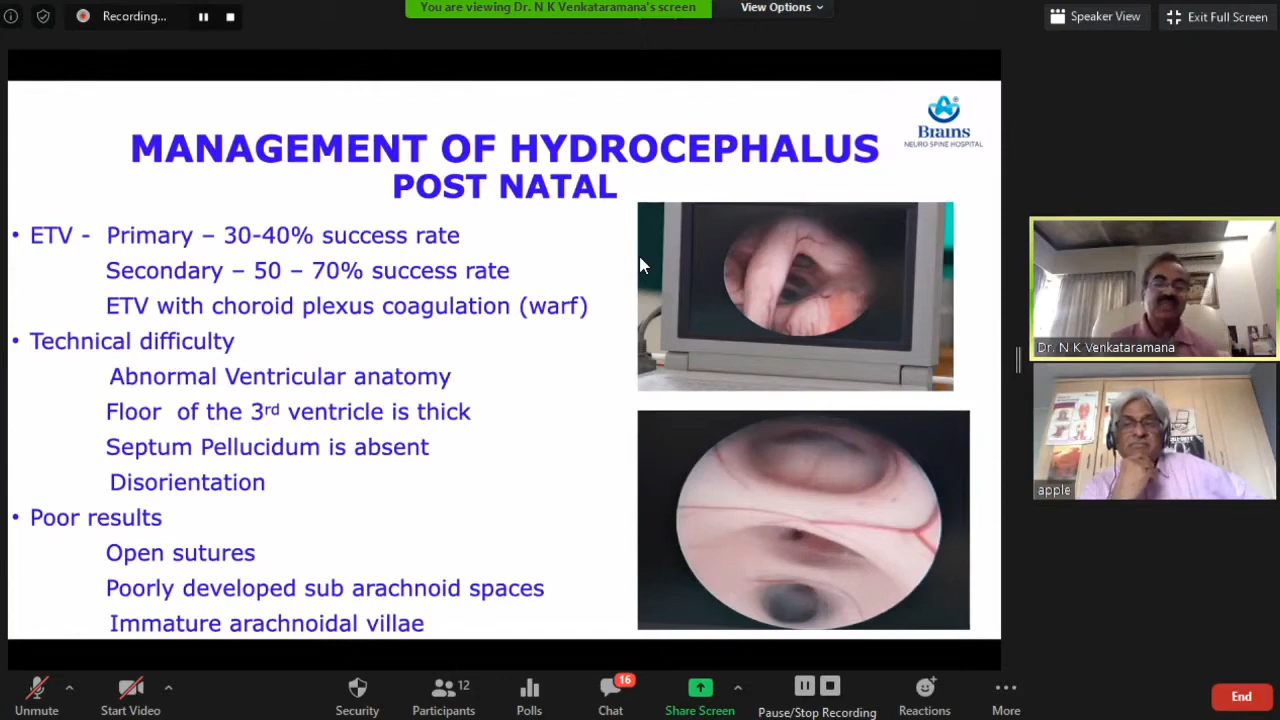 Recording...
You are viewing Dr. N K Venkataramana's screen
View Options
Speaker View
Exit Full Screen
Brains
NEURO SPINE HOSPITAL
MANAGEMENT OF HYDROCEPHALUS
POST NATAL
• ETV - Primary – 30-40% success rate
Secondary – 50 – 70% success rate
ETV with choroid plexus coagulation (warf)
• Technical difficulty
Abnormal Ventricular anatomy
Floor of the 3rd ventricle is thick
Septum Pellucidum is absent
Disorientation
• Poor results
Open sutures
Poorly developed sub arachnoid spaces
Immature arachnoidal villae
Dr. N K Venkataramana
apple
Unmute
Start Video
Security
12
Participants
Polls
16
Chat
Share Screen
Pause/Stop Recording
Reactions
More
End